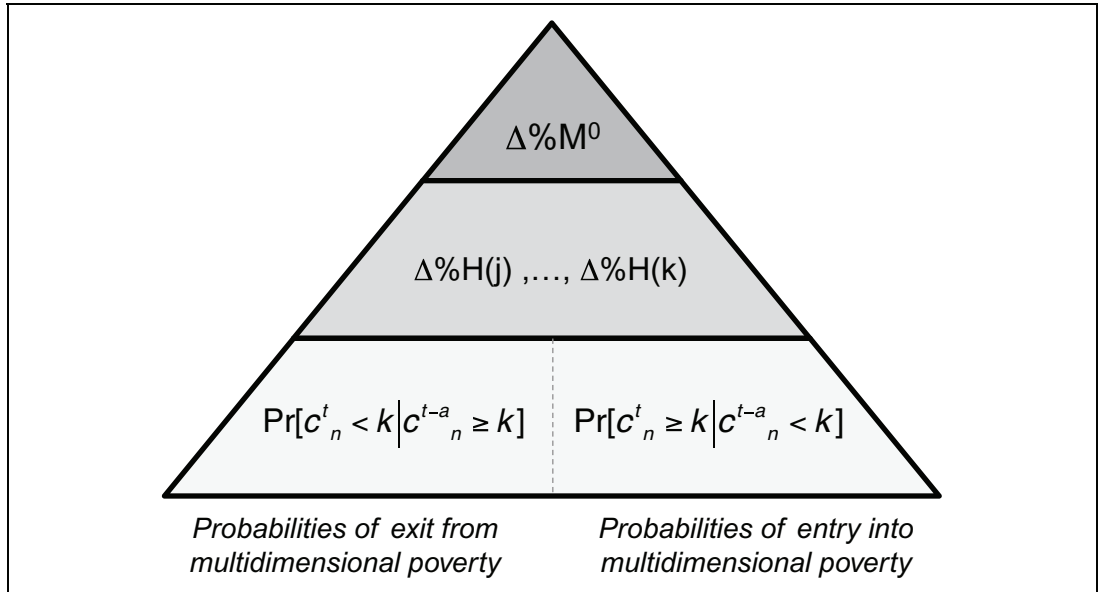 Δ%M⁰
Δ%H(j) ,…, Δ%H(k)
Pr[cᵗₙ < k|cᵗ⁻ᵃₙ ≥ k] Pr[cᵗₙ ≥ k|cᵗ⁻ᵃₙ < k]
Probabilities of exit from
multidimensional poverty
Probabilities of entry into
multidimensional poverty